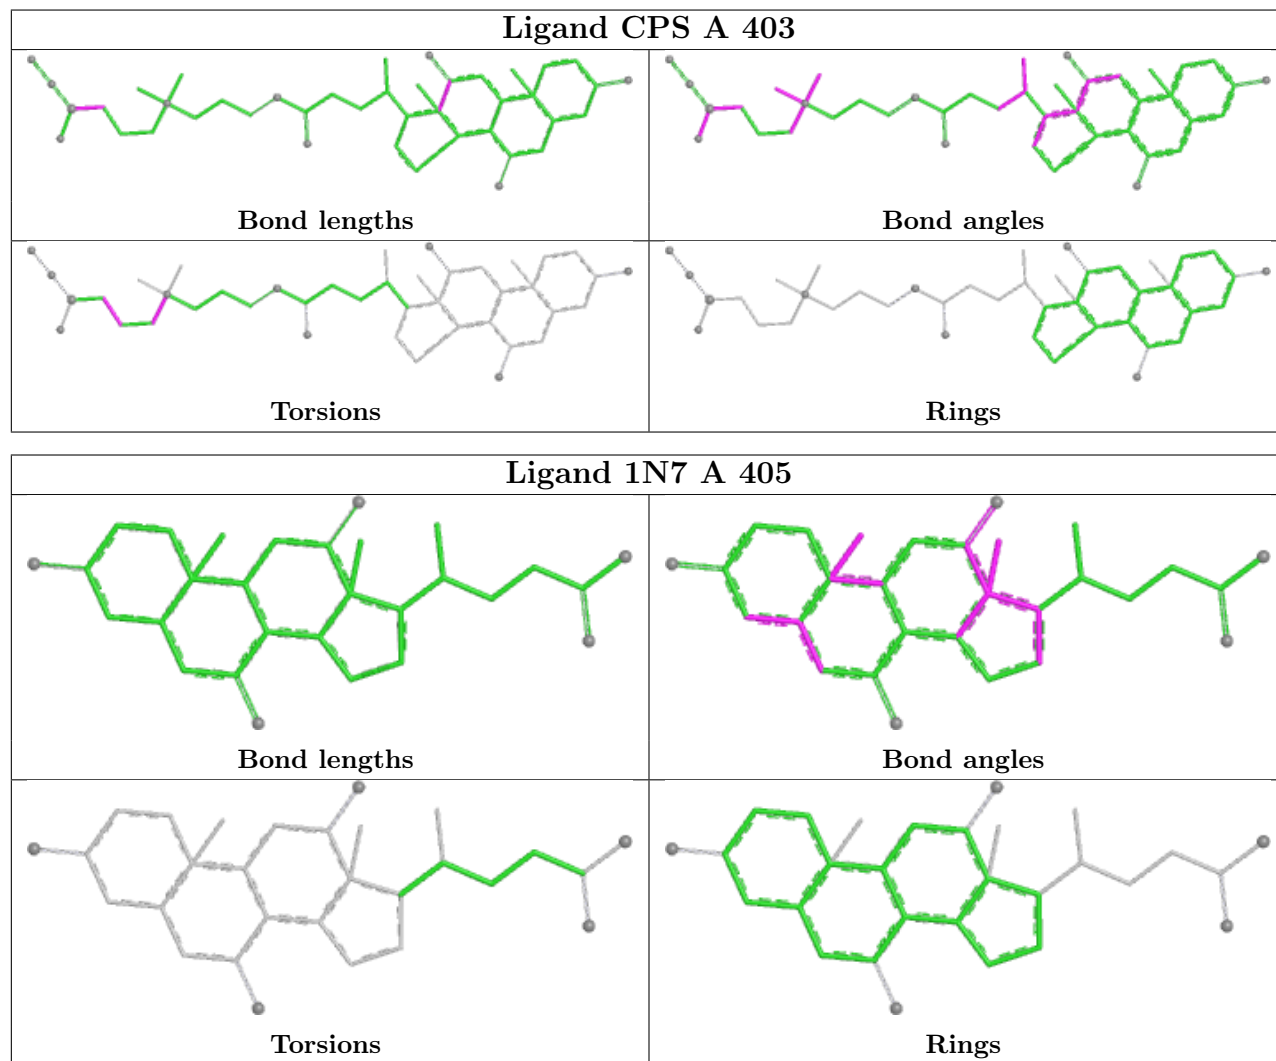 Ligand CPS A 403
Bond lengths
Bond angles
Torsions
Rings
Ligand 1N7 A 405
Bond lengths
Bond angles
Torsions
Rings